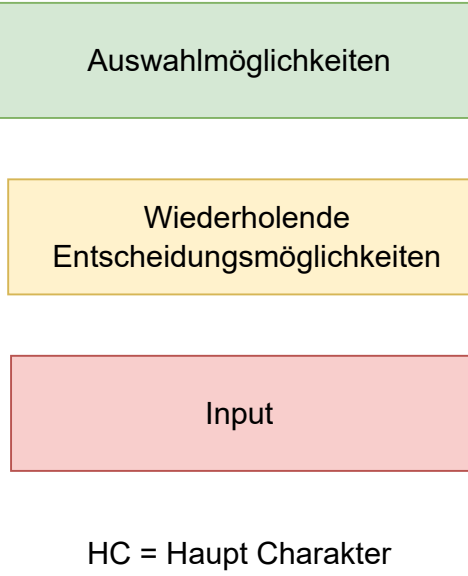 Auswahlmöglichkeiten
Wiederholende
Entscheidungsmöglichkeiten
Input
HC = Haupt Charakter